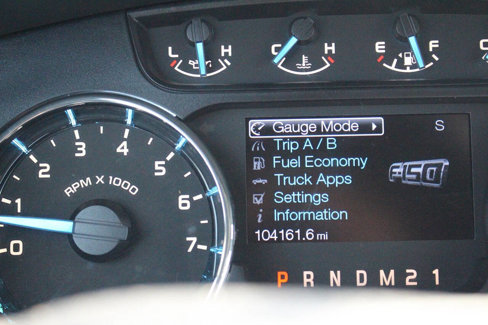 L H
C H
E F
C
1 2 3 4 5 6 7
0
RPM X 1000
Gauge Mode
S
Trip A / B
Fuel Economy
F150
Truck Apps
Settings
Information
104161.6 mi
P R N D M 2 1